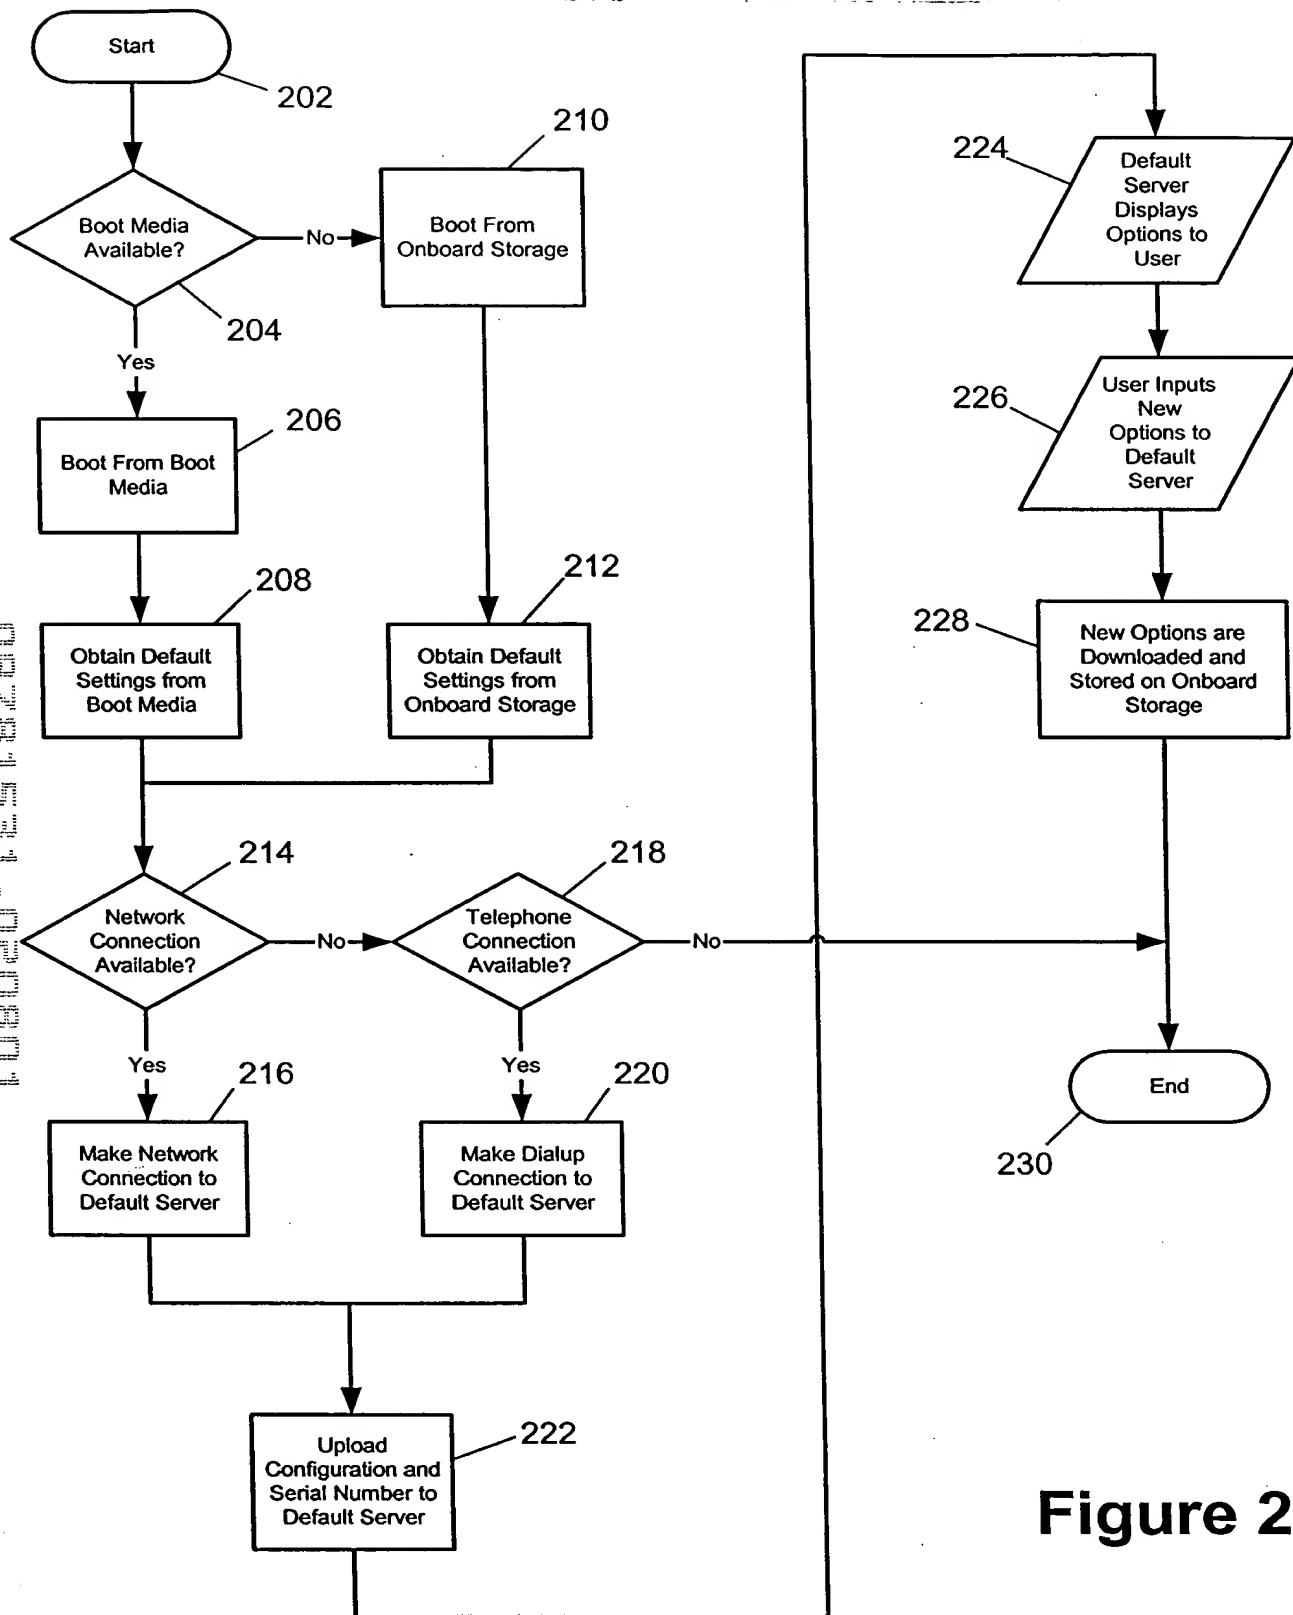 Start
202
210
Boot Media
Available?
No
Boot From
Onboard Storage
204
Yes
206
Boot From Boot
Media
208
212
Obtain Default
Settings from
Boot Media
Obtain Default
Settings from
Onboard Storage
214
218
Network
Connection
Available?
No
Telephone
Connection
Available?
No
Yes
Yes
216
220
Make Network
Connection to
Default Server
Make Dialup
Connection to
Default Server
222
Upload
Configuration and
Serial Number to
Default Server
224
Default
Server
Displays
Options to
User
226
User Inputs
New
Options to
Default
Server
228
New Options are
Downloaded and
Stored on Onboard
Storage
End
230
Figure 2